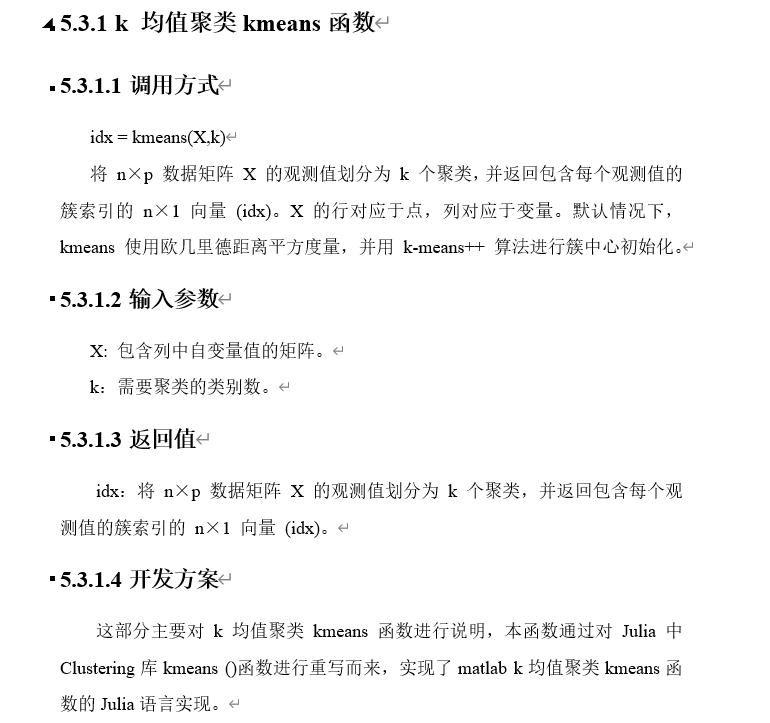 5.3.1 k 均值聚类 kmeans 函数
5.3.1.1 调用方式
idx = kmeans(X,k)
将 n×p 数据矩阵 X 的观测值划分为 k 个聚类,并返回包含每个观测值的
簇索引的 n×1 向量 (idx)。X 的行对应于点，列对应于变量。默认情况下，
kmeans 使用欧几里德距离平方度量，并用 k-means++ 算法进行簇中心初始化。
5.3.1.2 输入参数
X: 包含列中自变量值的矩阵。
k：需要聚类的类别数。
5.3.1.3 返回值
idx：将 n×p 数据矩阵 X 的观测值划分为 k 个聚类，并返回包含每个观
测值的簇索引的 n×1 向量 (idx)。
5.3.1.4 开发方案
这部分主要对 k 均值聚类 kmeans 函数进行说明，本函数通过对 Julia 中
Clustering 库 kmeans ()函数进行重写而来，实现了 matlab k 均值聚类 kmeans 函
数的 Julia 语言实现。